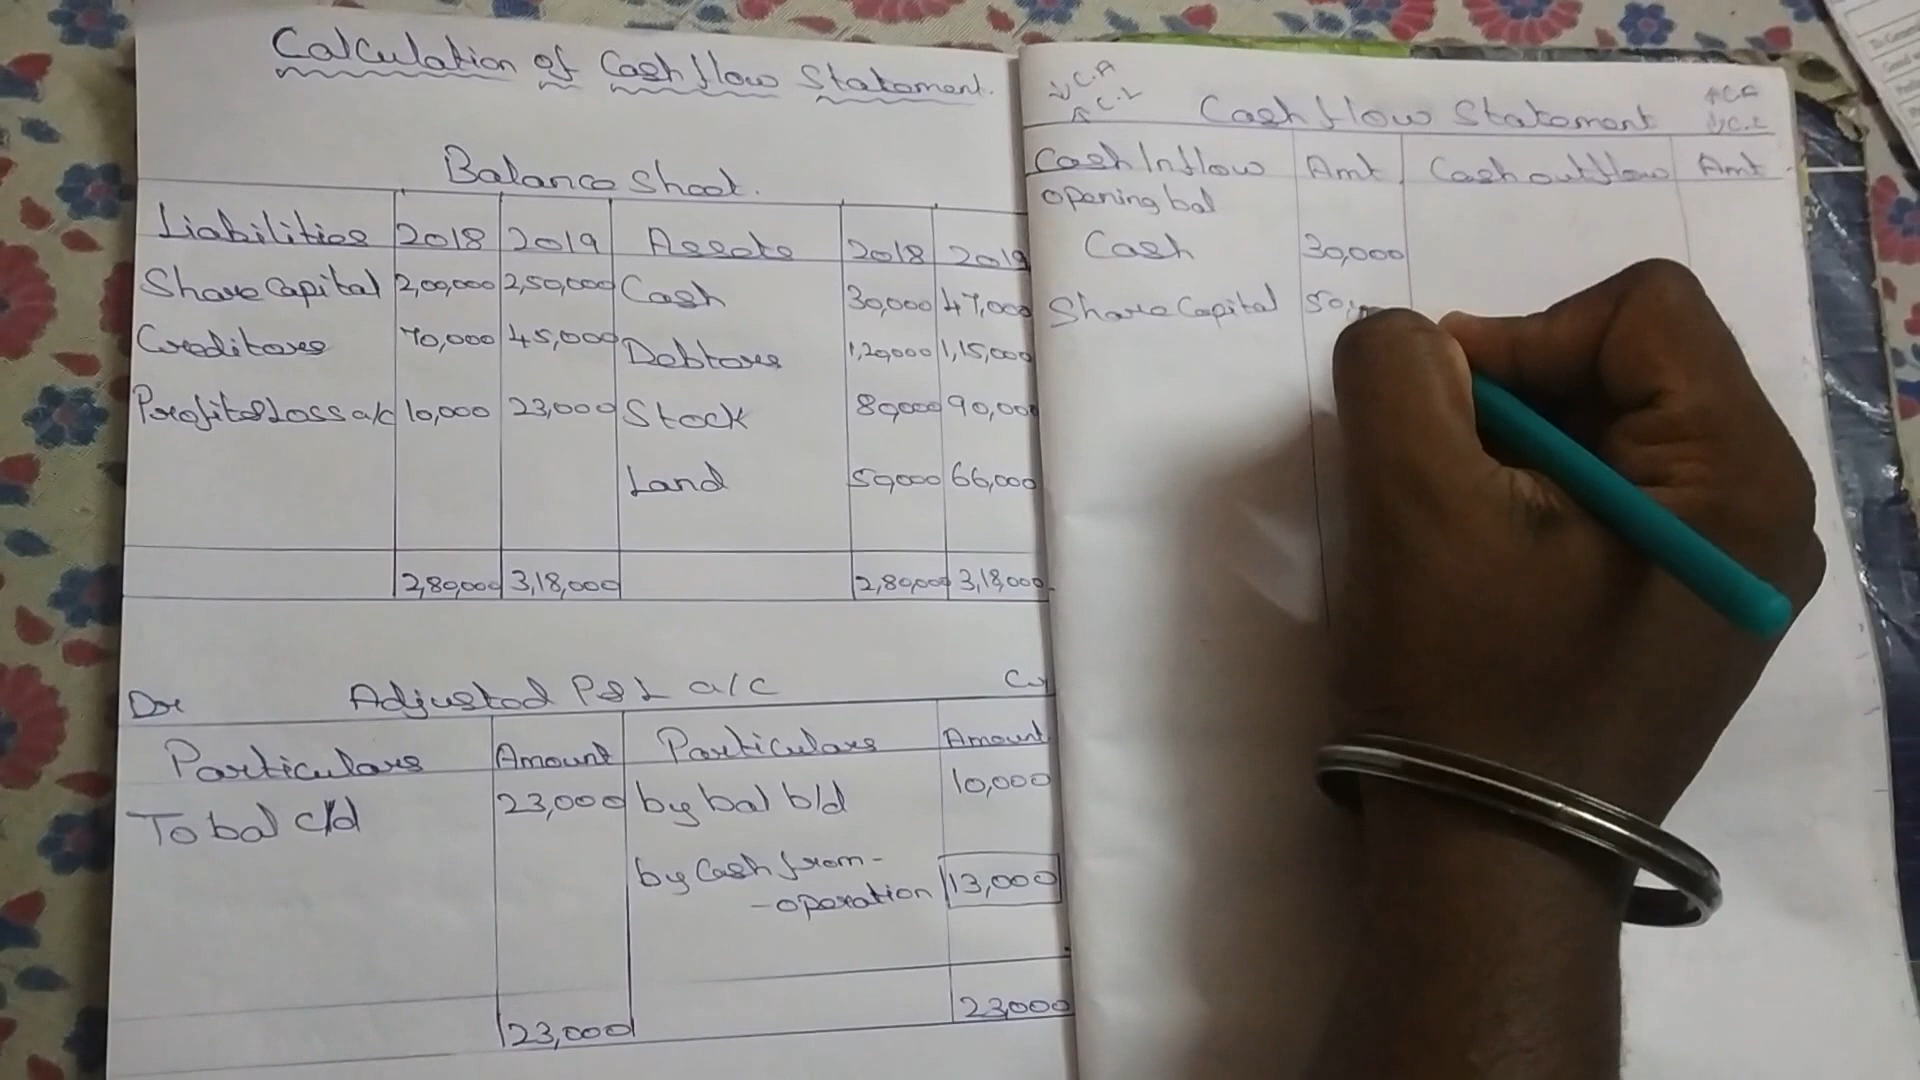 Calculation of Cash flow Statement.
Balance Sheet.
Liabilities 2018 2019 Assets 2018 2019
Share Capital 2,00,000 2,50,000 Cash 30,000 47,000
Creditors 70,000 45,000 Debtors 1,20,000 1,15,000
Profit & Loss a/c 10,000 23,000 Stock 80,000 90,000
Land 50,000 66,000
2,80,000 3,18,000 2,80,000 3,18,000
Dr Adjusted P&L a/c Cr
Particulars Amount Particulars Amount
To bal c/d 23,000 by bal b/d 10,000
by Cash from -
- operation 13,000
23,000 23,000
↓ C.A
↑ C.L
Cash flow Statement
↑ C.A
↓ C.L
Cash Inflow Amt Cash outflow Amt
Opening bal
Cash 30,000
Share Capital 50,